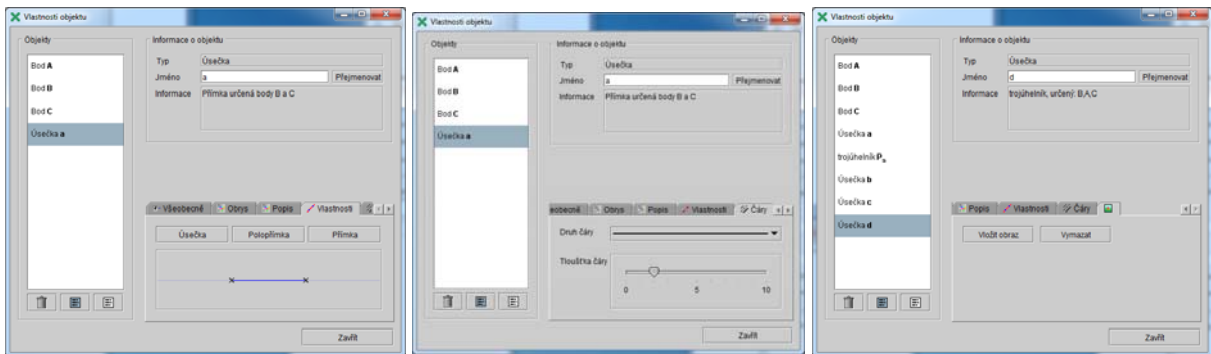 Vlastnosti objektu
Objekty
Bod A
Bod B
Bod C
Úsečka a
Informace o objektu
Typ Úsečka
Jméno a Přejmenovat
Informace Přímka určená body B a C
Všeobecně Obrys Popis Vlastnosti
Úsečka Polopřímka Přímka
Zavřít
Vlastnosti objektu
Objekty
Bod A
Bod B
Bod C
Úsečka a
Informace o objektu
Typ Úsečka
Jméno a Přejmenovat
Informace Přímka určená body B a C
eobecně Obrys Popis Vlastnosti Čáry
Druh čáry
Tloušťka čáry
0 5 10
Zavřít
Vlastnosti objektu
Objekty
Bod A
Bod B
Bod C
Úsečka a
trojúhelník P
Úsečka b
Úsečka c
Úsečka d
Informace o objektu
Typ Úsečka
Jméno d Přejmenovat
Informace trojúhelník, určený: B,A,C
Popis Vlastnosti Čáry
Vložit obraz Vymazat
Zavřít